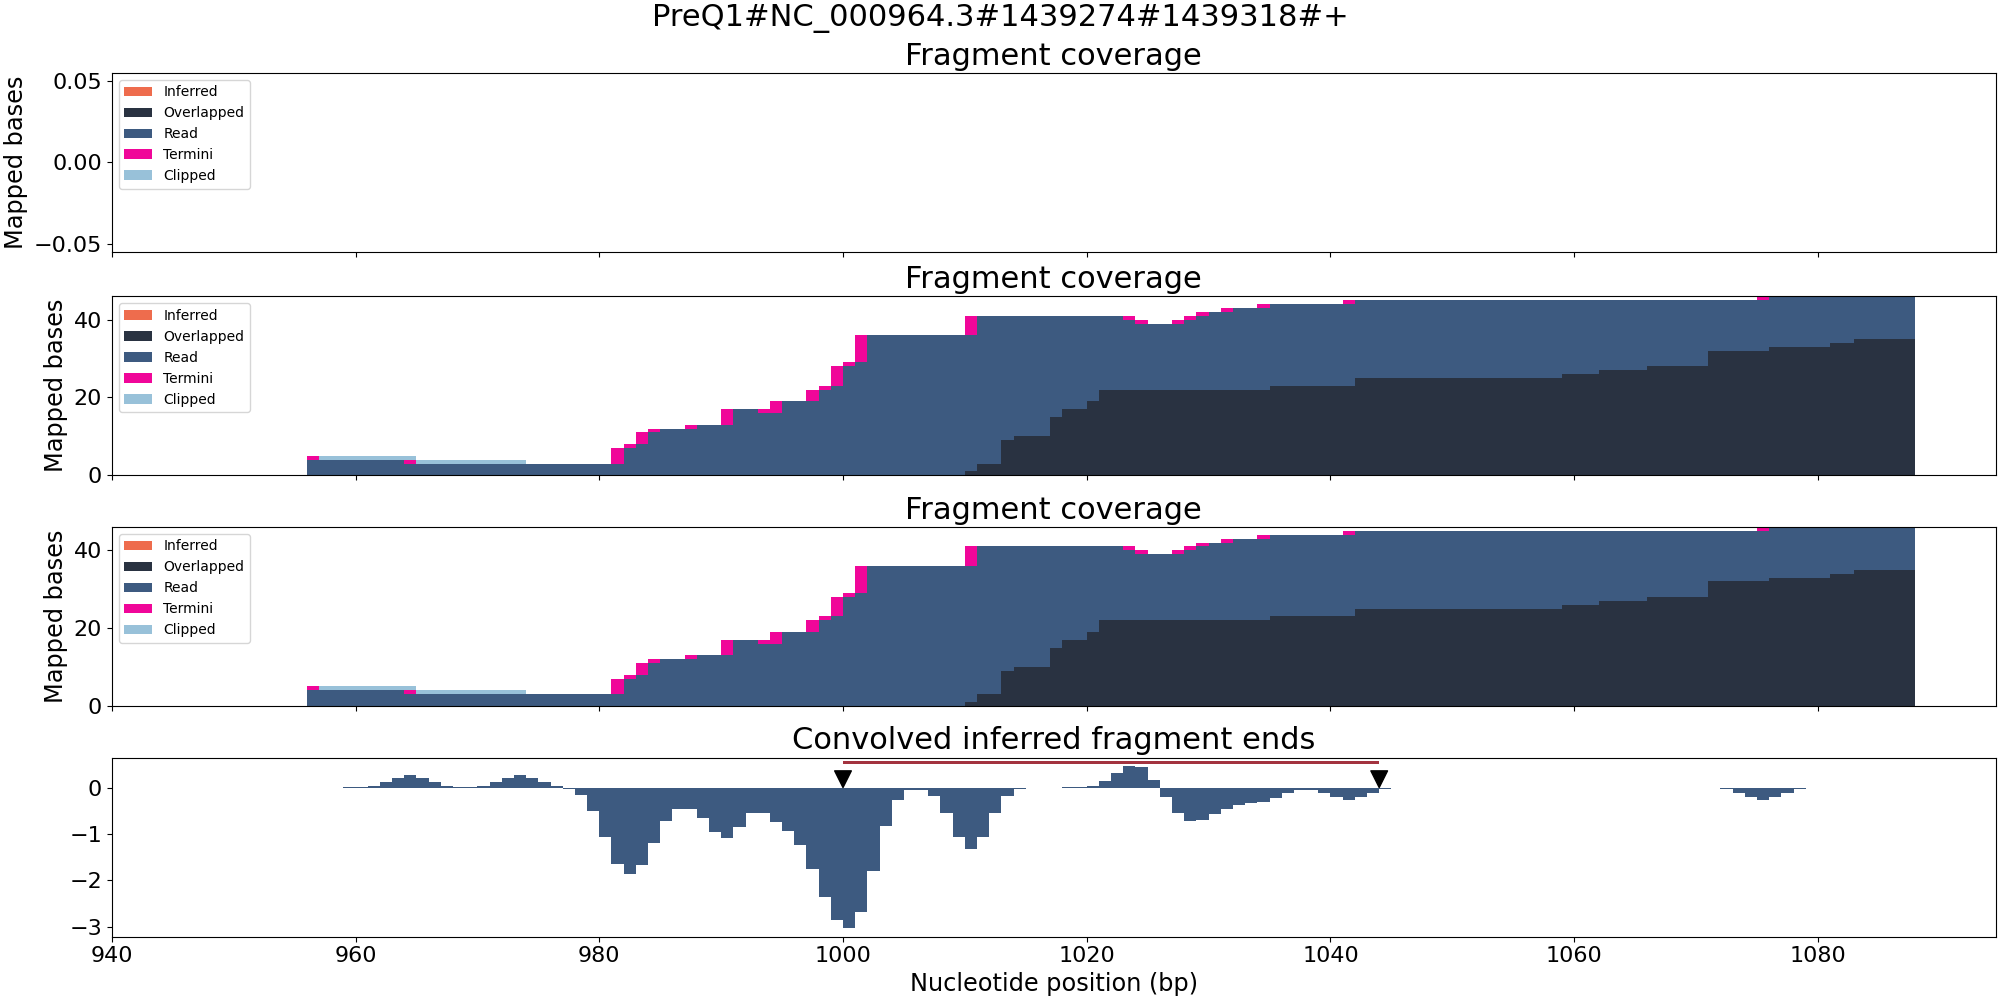 PreQ1#NC_000964.3#1439274#1439318#+
Fragment coverage
Mapped bases
0.05
0.00
−0.05
Inferred
Overlapped
Read
Termini
Clipped
Fragment coverage
Mapped bases
40
20
0
Inferred
Overlapped
Read
Termini
Clipped
Fragment coverage
Mapped bases
40
20
0
Inferred
Overlapped
Read
Termini
Clipped
Convolved inferred fragment ends
0
−1
−2
−3
940 960 980 1000 1020 1040 1060 1080
Nucleotide position (bp)